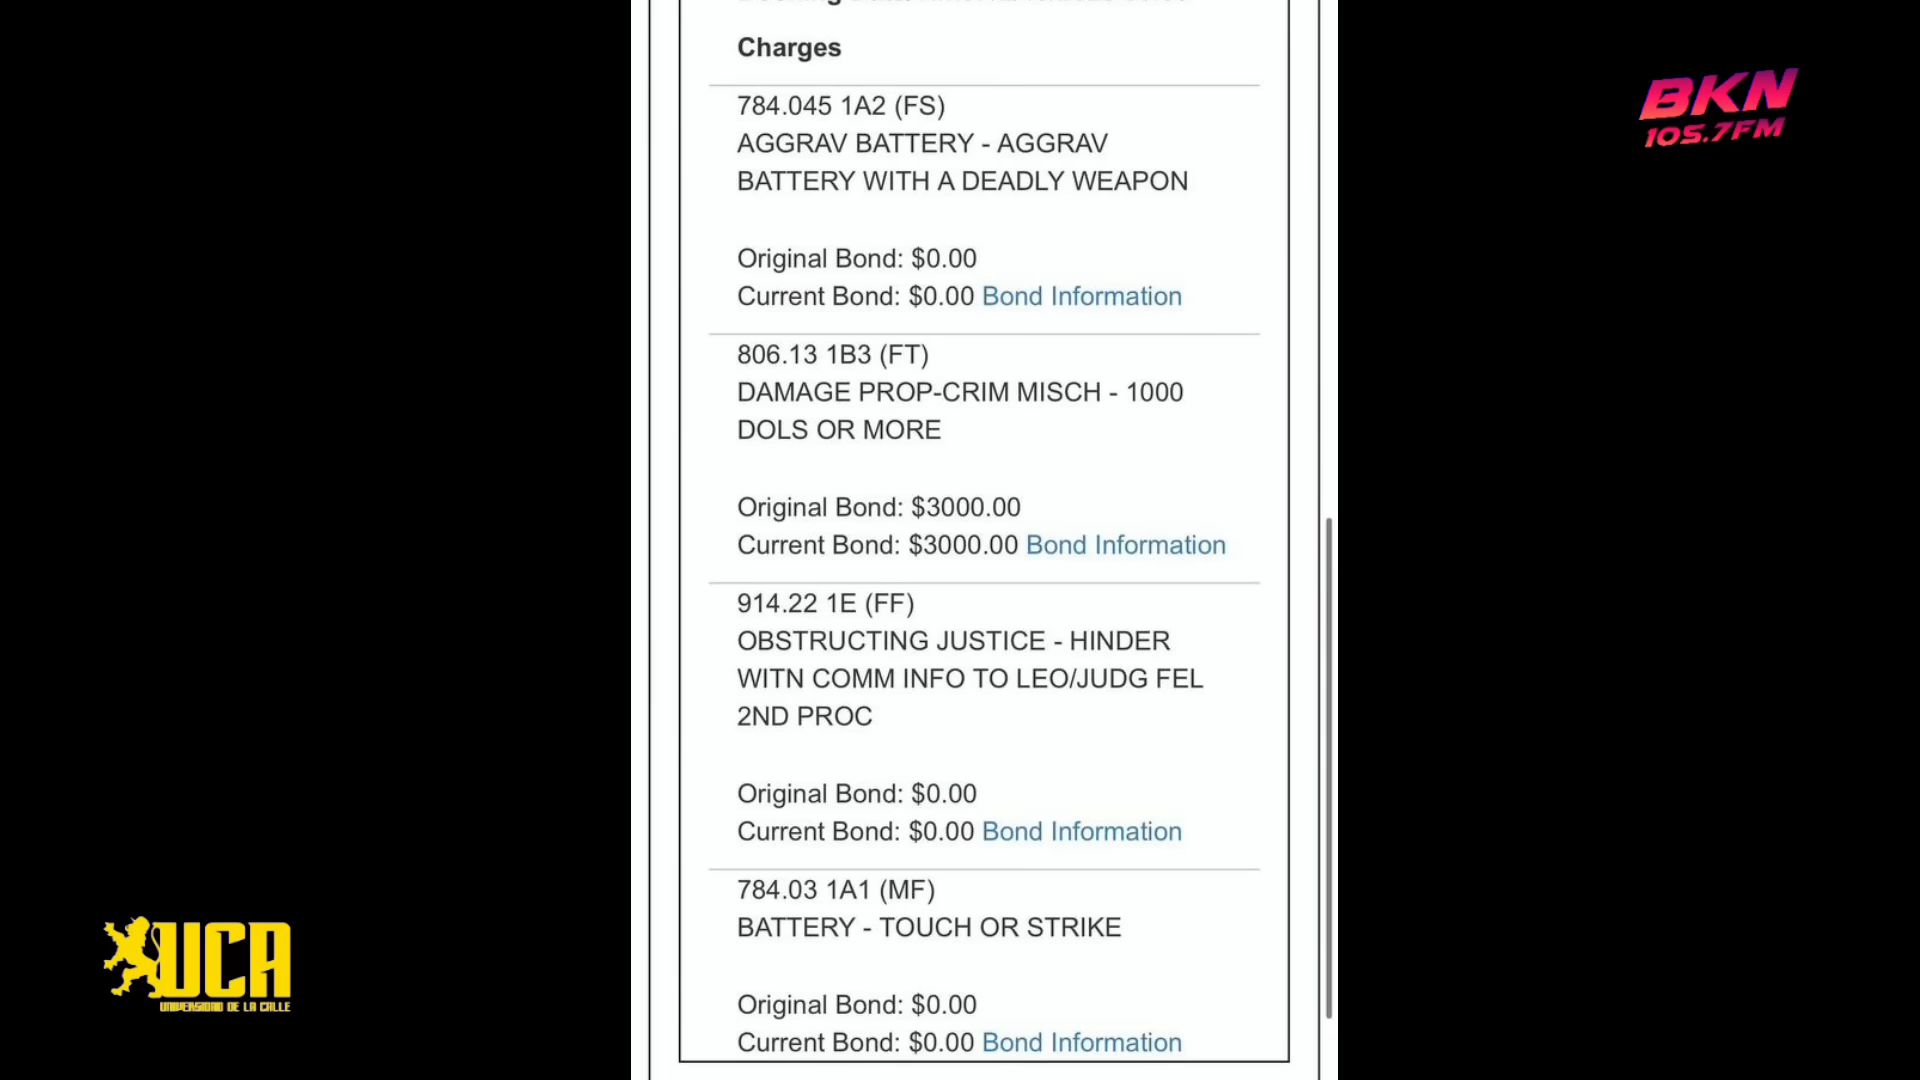 Charges
784.045 1A2 (FS)
AGGRAV BATTERY - AGGRAV
BATTERY WITH A DEADLY WEAPON
Original Bond: $0.00
Current Bond: $0.00 Bond Information
806.13 1B3 (FT)
DAMAGE PROP-CRIM MISCH - 1000
DOLS OR MORE
Original Bond: $3000.00
Current Bond: $3000.00 Bond Information
914.22 1E (FF)
OBSTRUCTING JUSTICE - HINDER
WITN COMM INFO TO LEO/JUDG FEL
2ND PROC
Original Bond: $0.00
Current Bond: $0.00 Bond Information
784.03 1A1 (MF)
BATTERY - TOUCH OR STRIKE
Original Bond: $0.00
Current Bond: $0.00 Bond Information
BKN
105.7FM
UCA
UNIVERSIDAD DE LA CALLE